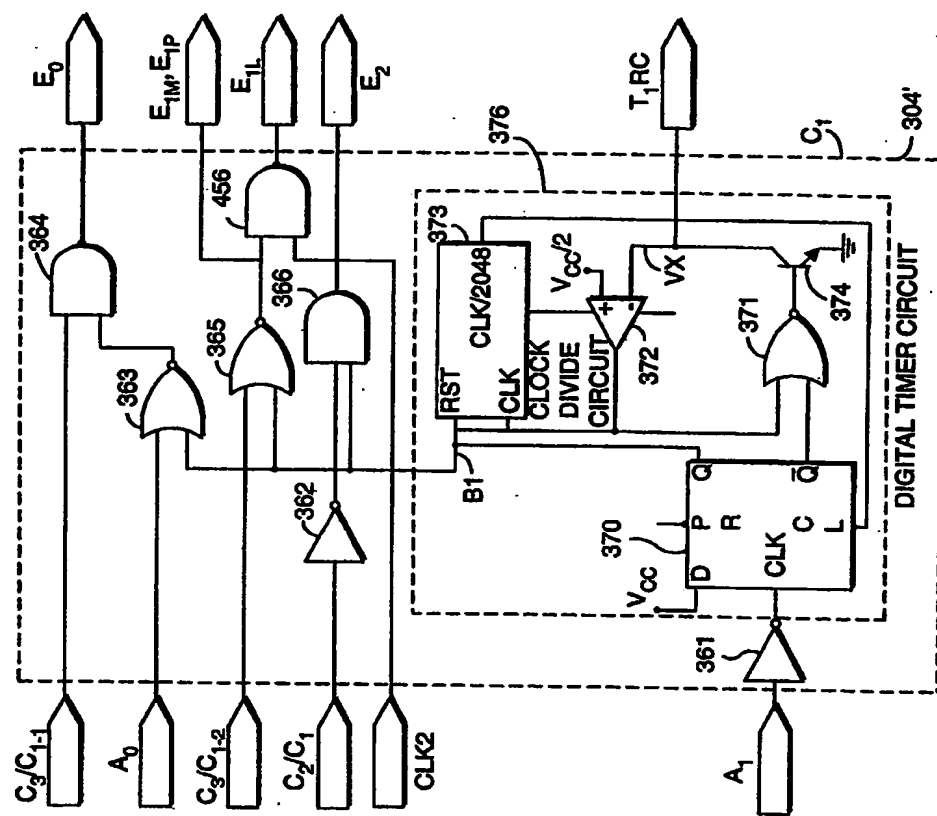 E₀
E₁M, E₁P
E₁L
E₂
364
456
366
376
C₁
304'
363
365
373
T₁RC
RST
CLK/2048
CLK
CLOCK
DIVIDE
CIRCUIT
V_CC/2
+
-
372
VX
362
B1
371
374
370
V_CC
D
P
Q
R
Q̅
CLK
C
L
361
DIGITAL TIMER CIRCUIT
C₃/C₁₋₁
A₀
C₃/C₁₋₂
C₂/C₁
CLK2
A₁